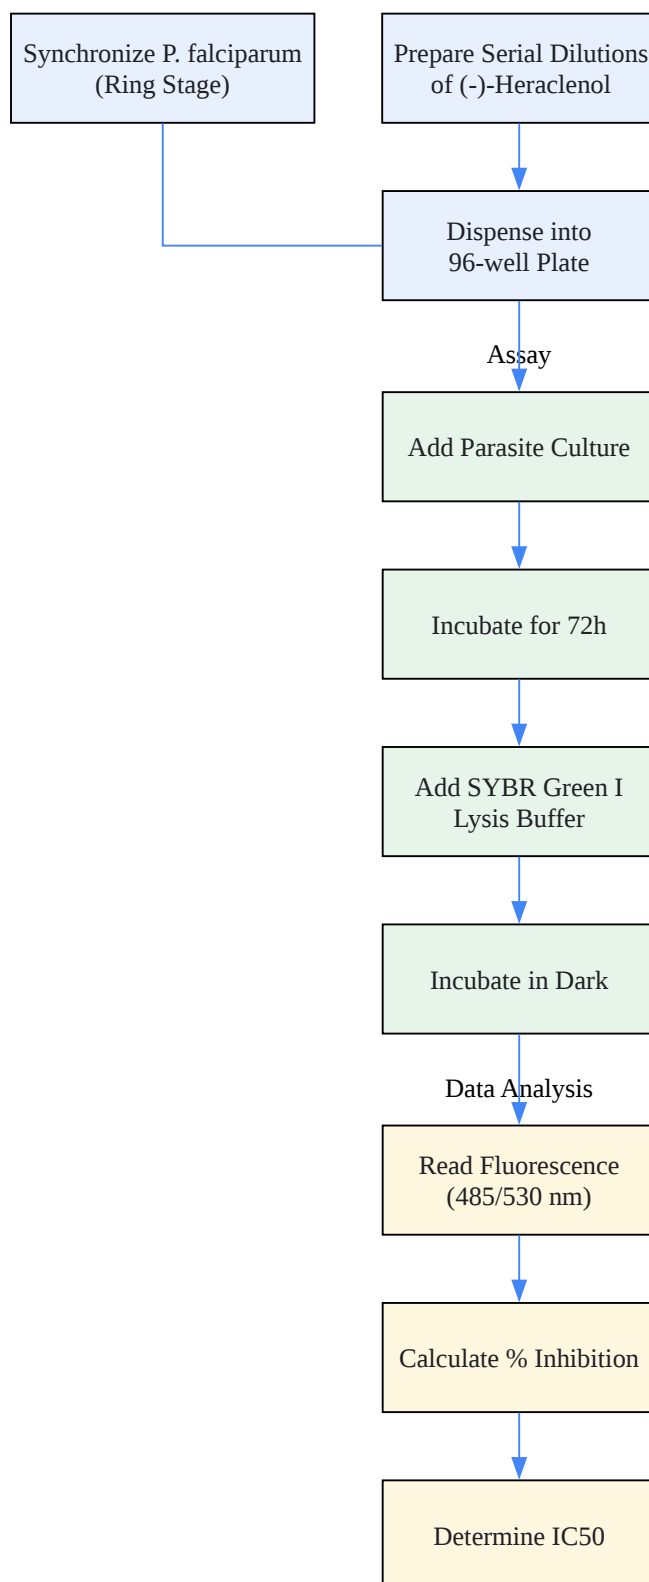 Synchronize P. falciparum
(Ring Stage)
Prepare Serial Dilutions
of (-)-Heraclenol
Dispense into
96-well Plate
Assay
Add Parasite Culture
Incubate for 72h
Add SYBR Green I
Lysis Buffer
Incubate in Dark
Data Analysis
Read Fluorescence
(485/530 nm)
Calculate % Inhibition
Determine IC50